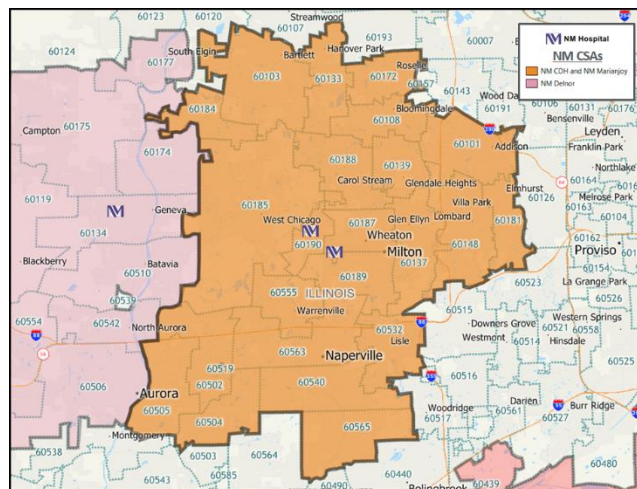 60123
60120
Streamwood
60107
60193
60124
60177
South Elgin
Hanover Park
Bartlett
60007
60103
60133
60172
Roselle
60157
60143
Wood Da
60191
60106
60131
Bensenville
60184
Bloomingdale
60108
Campton
60175
60174
60101
Addison
Leyden
Franklin Park
Northlake
60188
60139
Carol Stream
Glendale Heights
Elmhurst
60164
60126
60163
Melrose Park
60104
60119
60185
Geneva
Villa Park
West Chicago
60187
Glen Ellyn
Lombard
60181
60134
60190
Wheaton
Milton
60148
60162
Proviso
60154
Blackberry
Batavia
60510
60189
60137
60523
La Grange Park
60526
60539
60555
ILLINOIS
Warrenville
60554
60542
North Aurora
60532
Lisle
60515
Downers Grove
Westmont
60514
Western Springs
60521
60558
Hinsdale
60525
60563
Naperville
60519
60502
60540
60516
60506
Aurora
60505
60504
60565
Woodridge
60517
60561
Darien
60527
Burr Ridge
Montgomery
60538
60543
60503
60564
60585
60490
60440
Bolingbrook
60439
60480
NM Hospital
NM CSAs
NM CDH and NM Marianjoy
NM Delnor